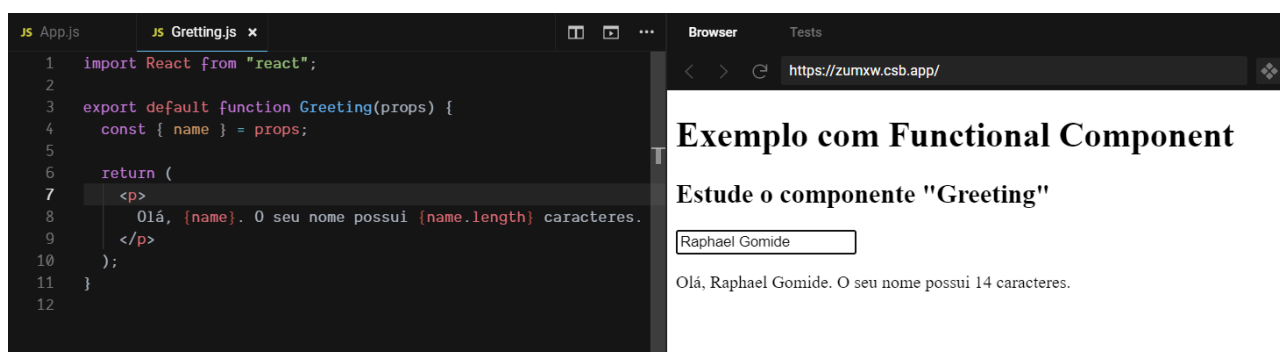 JS App.js JS Gretting.js × ···
1 import React from "react";
2
3 export default function Greeting(props) {
4 const { name } = props;
5
6 return (
7 <p>
8 Olá, {name}. O seu nome possui {name.length} caracteres.
9 </p>
10 );
11 }
12
Browser Tests
https://zumxw.csb.app/
Exemplo com Functional Component
Estude o componente "Greeting"
Raphael Gomide
Olá, Raphael Gomide. O seu nome possui 14 caracteres.